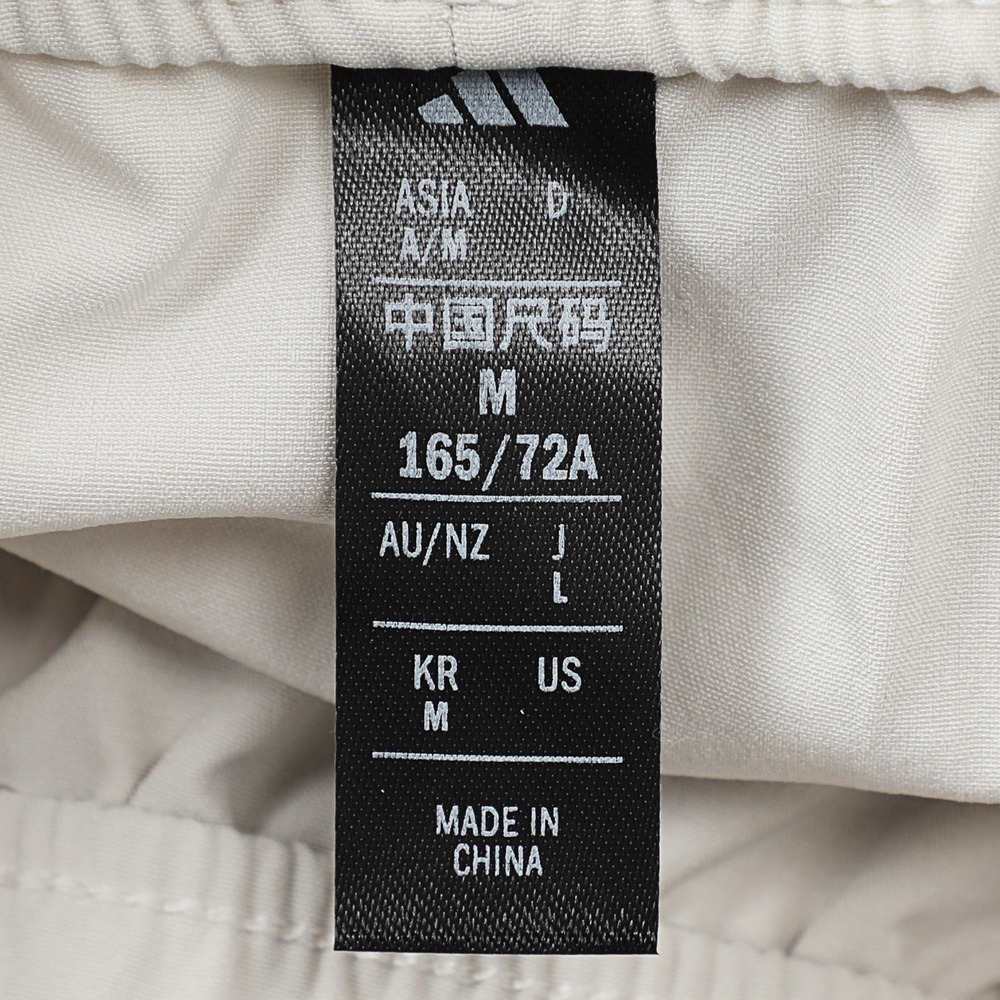 ASIA D
A/M
中国尺码
M
165/72A
AU/NZ J
L
KR US
M
MADE IN
CHINA